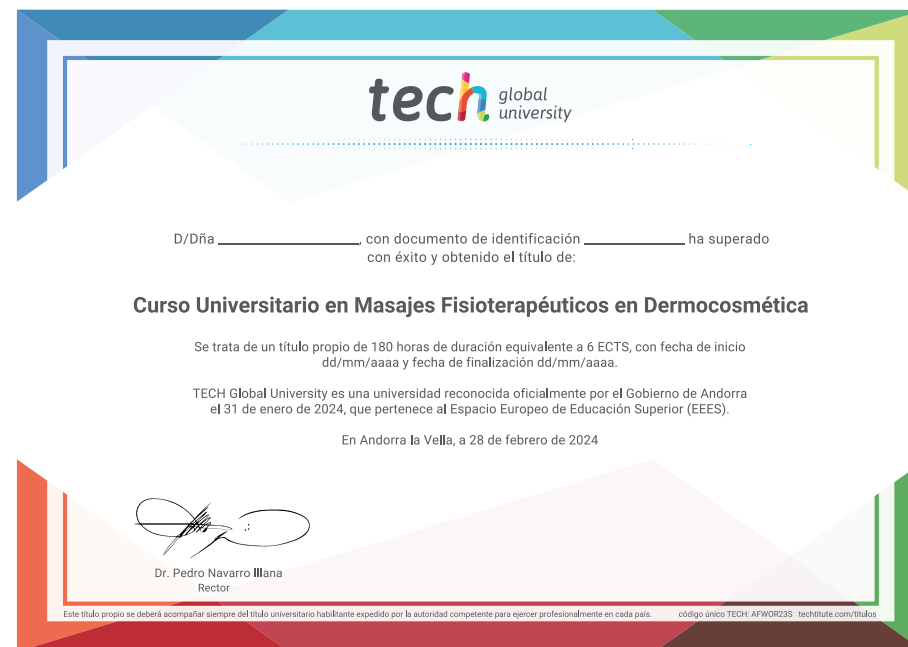 tech global university
D/Dña ____________________, con documento de identificación ______________ ha superado
con éxito y obtenido el título de:
Curso Universitario en Masajes Fisioterapéuticos en Dermocosmética
Se trata de un título propio de 180 horas de duración equivalente a 6 ECTS, con fecha de inicio
dd/mm/aaaa y fecha de finalización dd/mm/aaaa.
TECH Global University es una universidad reconocida oficialmente por el Gobierno de Andorra
el 31 de enero de 2024, que pertenece al Espacio Europeo de Educación Superior (EEES).
En Andorra la Vella, a 28 de febrero de 2024
Dr. Pedro Navarro Illana
Rector
Este título propio se deberá acompañar siempre del título universitario habilitante expedido por la autoridad competente para ejercer profesionalmente en cada país. código único TECH: AFWOR23S techtitute.com/titulos